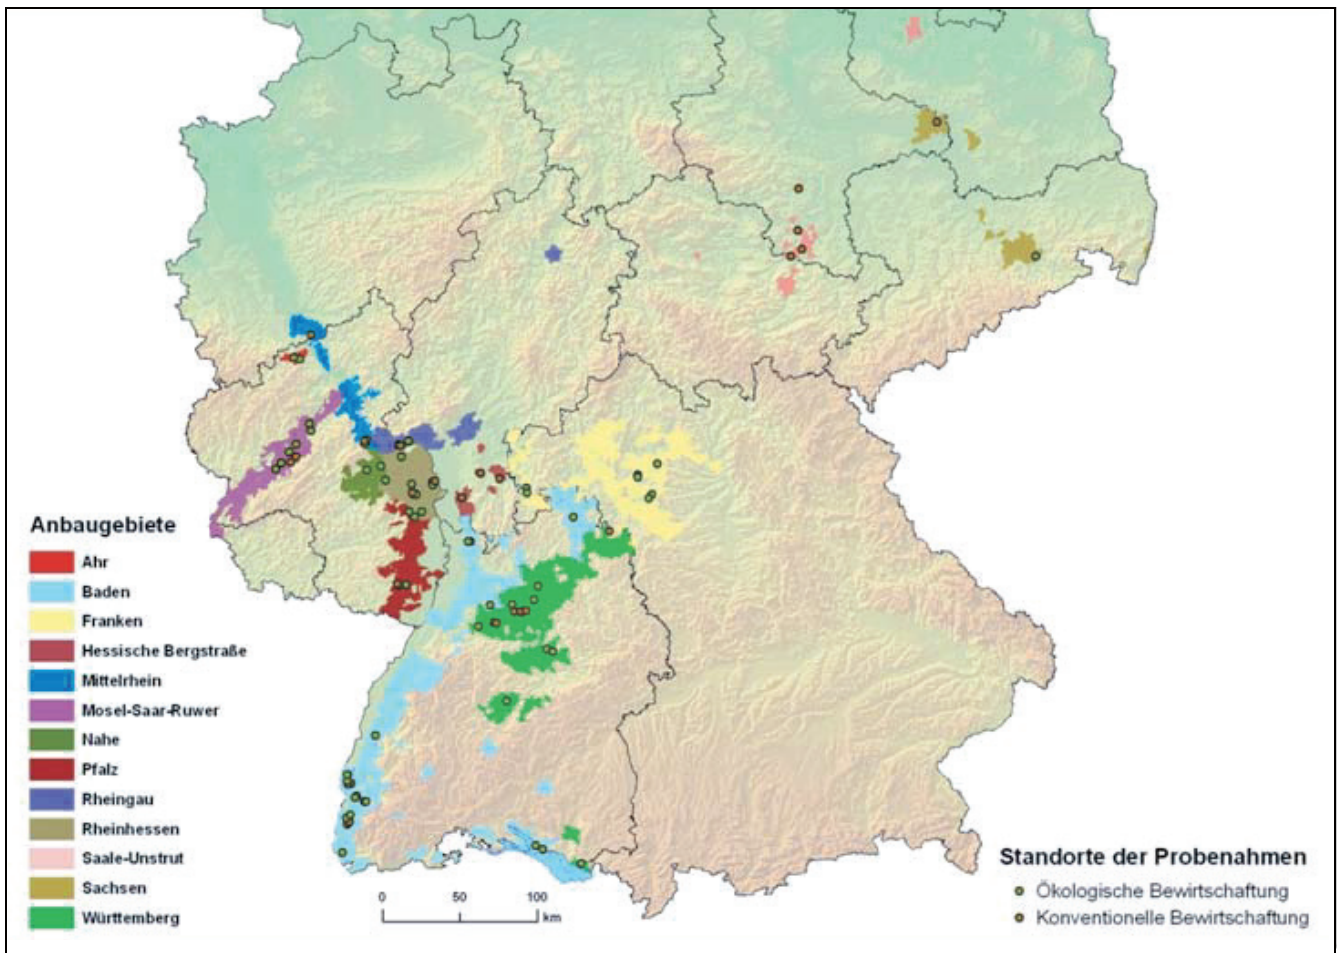 Anbaugebiete
Ahr
Baden
Franken
Hessische Bergstraße
Mittelrhein
Mosel-Saar-Ruwer
Nahe
Pfalz
Rheingau
Rheinhessen
Saale-Unstrut
Sachsen
Württemberg
0 50 100
km
Standorte der Probenahmen
Ökologische Bewirtschaftung
Konventionelle Bewirtschaftung